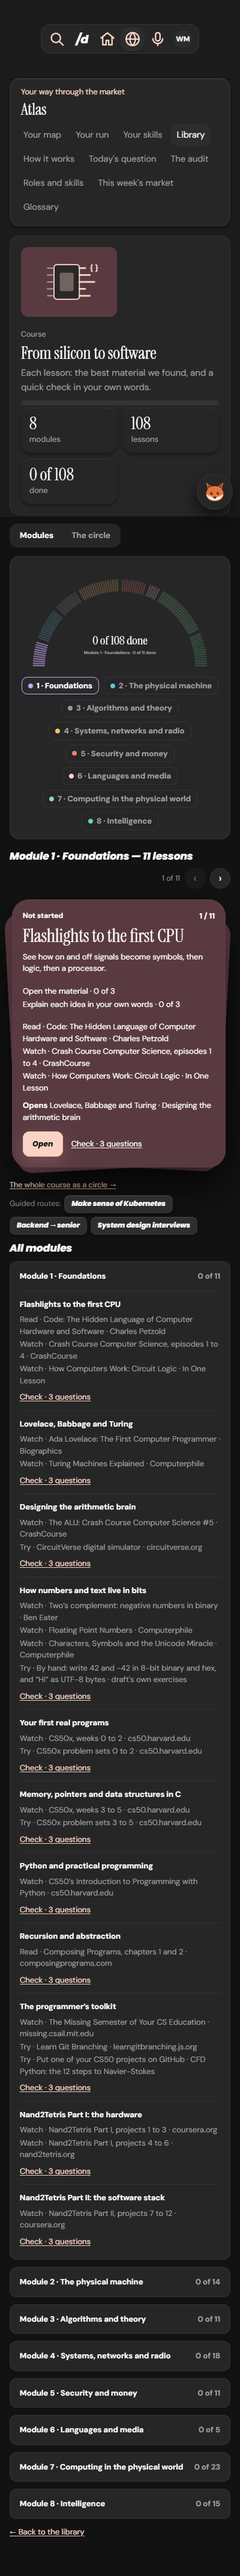 /d
WM
Your way through the market
Atlas
Your map
Your run
Your skills
Library
How it works
Today's question
The audit
Roles and skills
This week's market
Glossary
Course
From silicon to software
Each lesson: the best material we found, and a
quick check in your own words.
8
modules
108
lessons
0 of 108
done
Modules
The circle
0 of 108 done
Module 1 · Foundations · 0 of 11 done
1 · Foundations
2 · The physical machine
3 · Algorithms and theory
4 · Systems, networks and radio
5 · Security and money
6 · Languages and media
7 · Computing in the physical world
8 · Intelligence
Module 1 · Foundations — 11 lessons
1 of 11
‹
›
Not started
1 / 11
Flashlights to the first CPU
See how on and off signals become symbols, then
logic, then a processor.
Open the material · 0 of 3
Explain each idea in your own words · 0 of 3
Read · Code: The Hidden Language of Computer
Hardware and Software · Charles Petzold
Watch · Crash Course Computer Science, episodes 1
to 4 · CrashCourse
Watch · How Computers Work: Circuit Logic · In One
Lesson
Opens Lovelace, Babbage and Turing · Designing the
arithmetic brain
Open
Check · 3 questions
The whole course as a circle →
Guided routes:
Make sense of Kubernetes
Backend → senior
System design interviews
All modules
Module 1 · Foundations
0 of 11
Flashlights to the first CPU
Read · Code: The Hidden Language of Computer
Hardware and Software · Charles Petzold
Watch · Crash Course Computer Science, episodes 1 to
4 · CrashCourse
Watch · How Computers Work: Circuit Logic · In One
Lesson
Check · 3 questions
Lovelace, Babbage and Turing
Watch · Ada Lovelace: The First Computer Programmer ·
Biographics
Watch · Turing Machines Explained · Computerphile
Check · 3 questions
Designing the arithmetic brain
Watch · The ALU: Crash Course Computer Science #5 ·
CrashCourse
Try · CircuitVerse digital simulator · circuitverse.org
Check · 3 questions
How numbers and text live in bits
Watch · Two's complement: negative numbers in binary
· Ben Eater
Watch · Floating Point Numbers · Computerphile
Watch · Characters, Symbols and the Unicode Miracle ·
Computerphile
Try · By hand: write 42 and -42 in 8-bit binary and hex,
and “Hi” as UTF-8 bytes · draft's own exercises
Check · 3 questions
Your first real programs
Watch · CS50x, weeks 0 to 2 · cs50.harvard.edu
Try · CS50x problem sets 0 to 2 · cs50.harvard.edu
Check · 3 questions
Memory, pointers and data structures in C
Watch · CS50x, weeks 3 to 5 · cs50.harvard.edu
Try · CS50x problem sets 3 to 5 · cs50.harvard.edu
Check · 3 questions
Python and practical programming
Watch · CS50's Introduction to Programming with
Python · cs50.harvard.edu
Check · 3 questions
Recursion and abstraction
Read · Composing Programs, chapters 1 and 2 ·
composingprograms.com
Check · 3 questions
The programmer's toolkit
Watch · The Missing Semester of Your CS Education ·
missing.csail.mit.edu
Try · Learn Git Branching · learngitbranching.js.org
Try · Put one of your CS50 projects on GitHub · CFD
Python: the 12 steps to Navier-Stokes
Check · 3 questions
Nand2Tetris Part I: the hardware
Watch · Nand2Tetris Part I, projects 1 to 3 · coursera.org
Watch · Nand2Tetris Part I, projects 4 to 6 ·
nand2tetris.org
Check · 3 questions
Nand2Tetris Part II: the software stack
Watch · Nand2Tetris Part II, projects 7 to 12 ·
coursera.org
Check · 3 questions
Module 2 · The physical machine
0 of 14
Module 3 · Algorithms and theory
0 of 11
Module 4 · Systems, networks and radio
0 of 18
Module 5 · Security and money
0 of 11
Module 6 · Languages and media
0 of 5
Module 7 · Computing in the physical world
0 of 23
Module 8 · Intelligence
0 of 15
← Back to the library